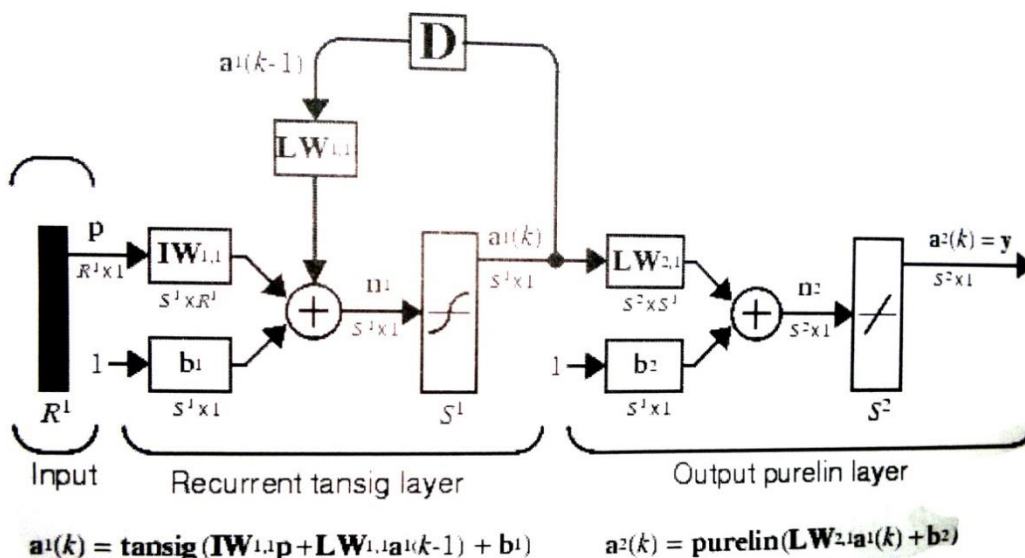 D
a1(k-1)
LW1,1
p
R1x1
IW1,1
S1xR1
n1
S1x1
a1(k)
S1x1
LW2,1
S2xS1
n2
S2x1
a2(k) = y
S2x1
1
b1
S1x1
1
b2
S1x1
R1
S1
S2
Input
Recurrent tansig layer
Output purelin layer
a1(k) = tansig (IW1,1p+LW1,1a1(k-1) + b1)
a2(k) = purelin(LW2,1a1(k) + b2)